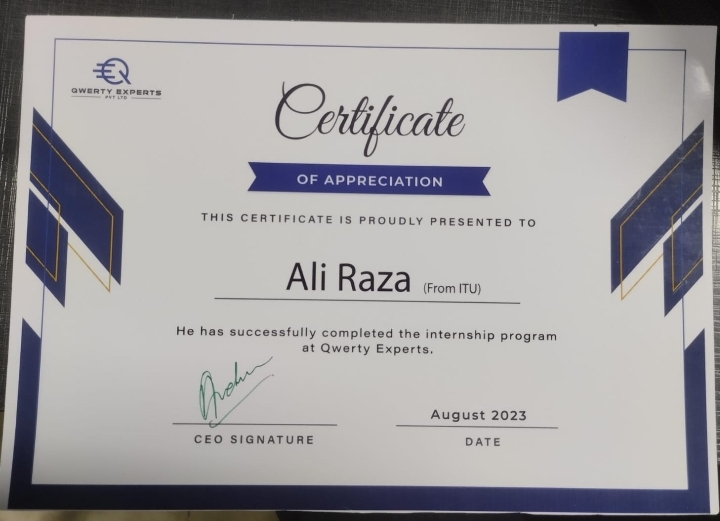 QWERTY EXPERTS
PVT LTD
Certificate
OF APPRECIATION
THIS CERTIFICATE IS PROUDLY PRESENTED TO
Ali Raza (From ITU)
He has successfully completed the internship program
at Qwerty Experts.
August 2023
CEO SIGNATURE
DATE